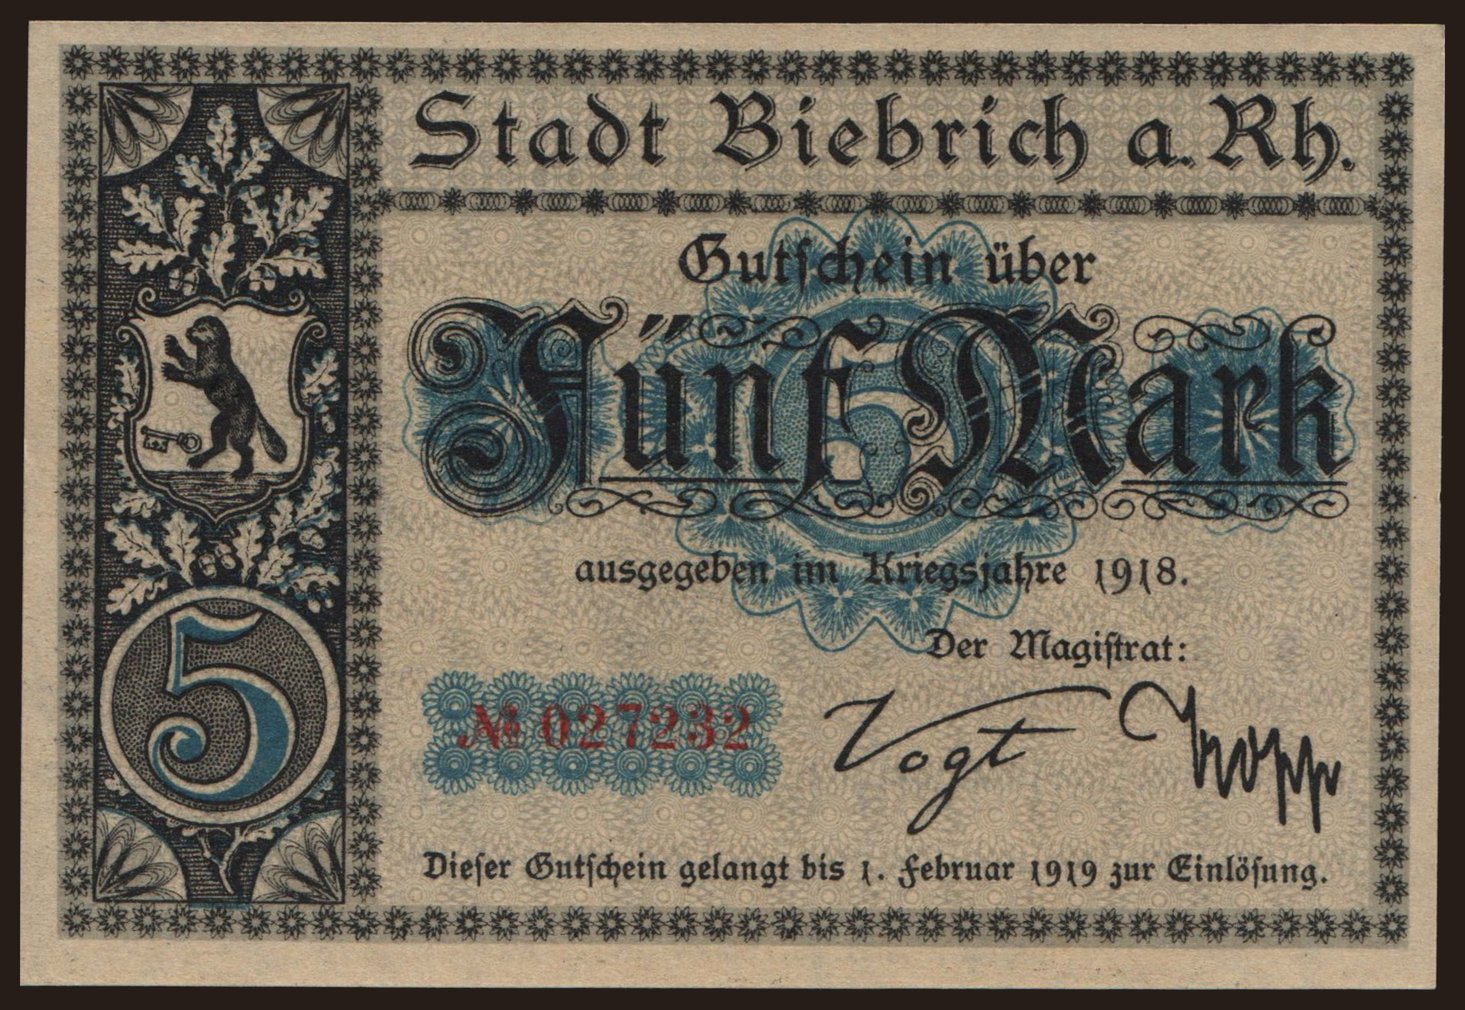 Stadt Biebrich a. Rh.
Gutschein über
Fünf Mark
5
ausgegeben im Kriegsjahre 1918.
Der Magistrat:
5
№ 027232
Vogt
Dieser Gutschein gelangt bis 1. Februar 1919 zur Einlösung.